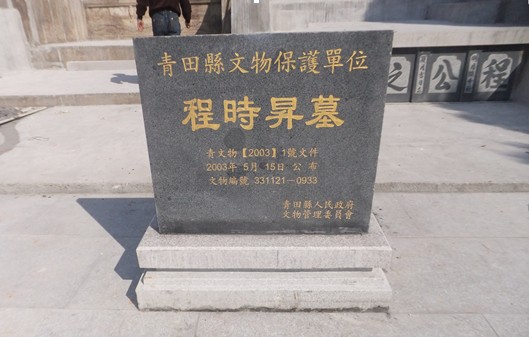 青田縣文物保護單位
程時昇墓
青文物【2003】1號文件
2003年 5月 15日 公布
文物編號 331121—0933
青田縣人民政府
文物管理委員會
程公之